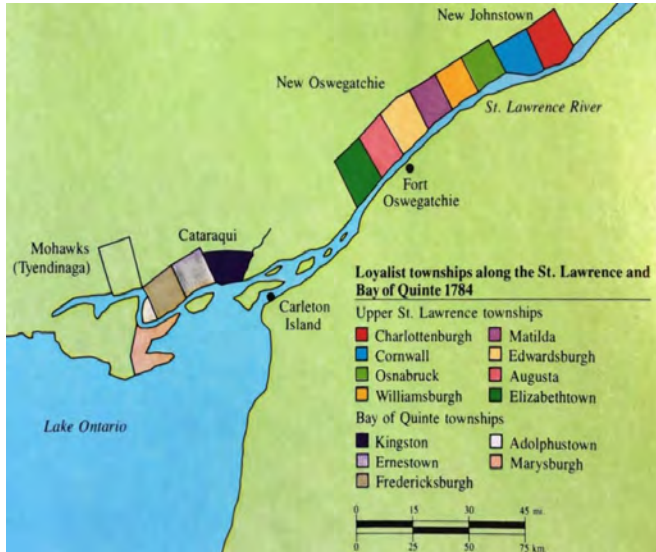 New Johnstown
New Oswegatchie
St. Lawrence River
Fort
Oswegatchie
Mohawks
(Tyendinaga)
Cataraqui
Carleton
Island
Lake Ontario
Loyalist townships along the St. Lawrence and
Bay of Quinte 1784
Upper St. Lawrence townships
Charlottenburgh
Matilda
Cornwall
Edwardsburgh
Osnabruck
Augusta
Williamsburgh
Elizabethtown
Bay of Quinte townships
Kingston
Adolphustown
Ernestown
Marysburgh
Fredericksburgh
0 15 30 45 mi.
0 25 50 75 km